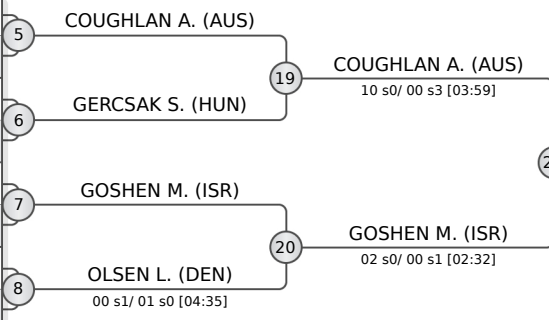 COUGHLAN A. (AUS)
5
19
COUGHLAN A. (AUS)
10 s0/ 00 s3 [03:59]
GERCSAK S. (HUN)
6
GOSHEN M. (ISR)
7
20
GOSHEN M. (ISR)
02 s0/ 00 s1 [02:32]
OLSEN L. (DEN)
8
00 s1/ 01 s0 [04:35]